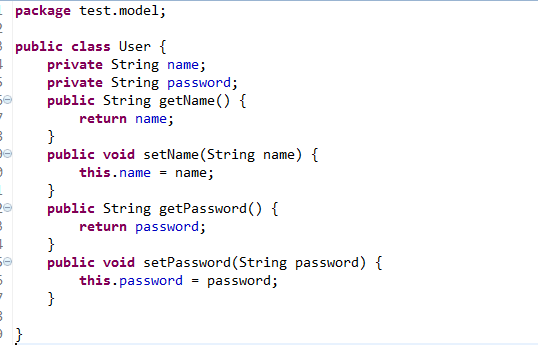 package test.model;
public class User {
private String name;
private String password;
public String getName() {
return name;
}
public void setName(String name) {
this.name = name;
}
public String getPassword() {
return password;
}
public void setPassword(String password) {
this.password = password;
}
}